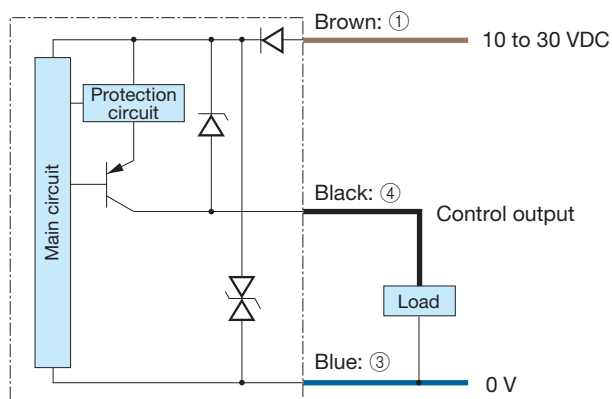 Brown: ①
10 to 30 VDC
Protection
circuit
Main circuit
Black: ④
Control output
Load
Blue: ③
0 V